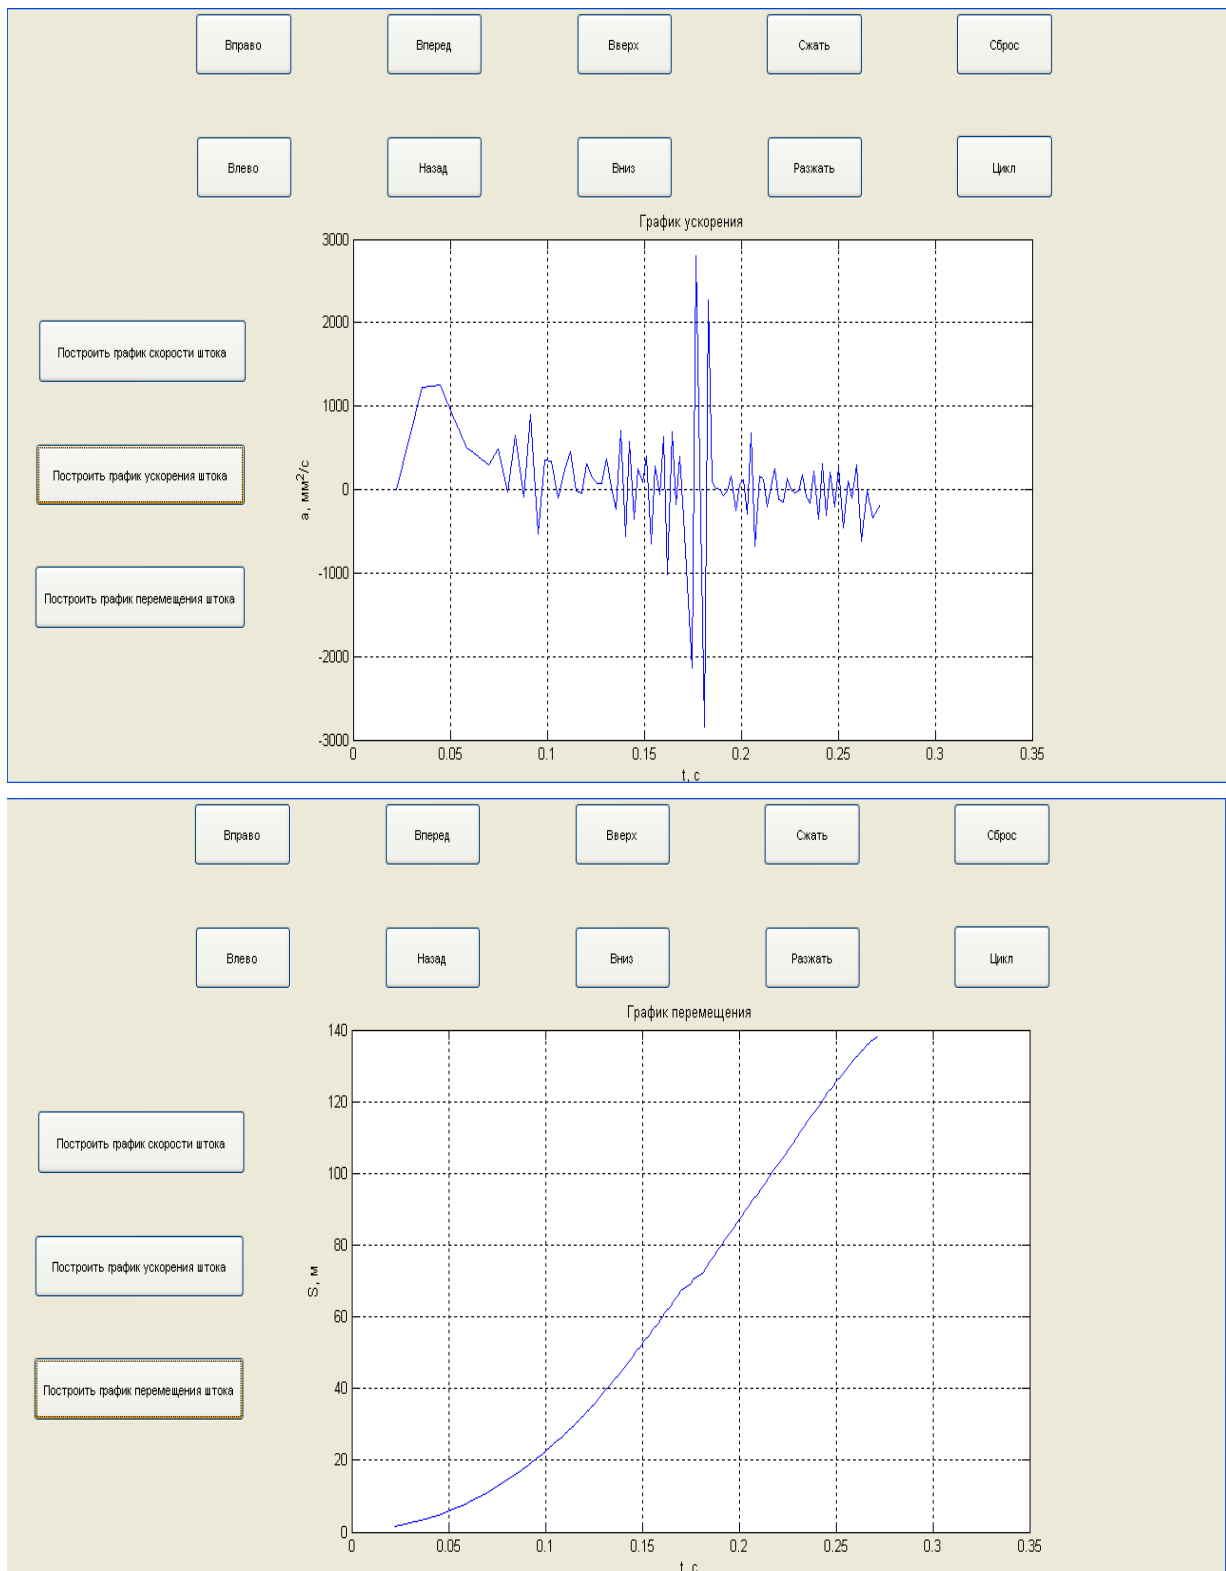 Вправо Вперед Вверх Сжать Сброс
Влево Назад Вниз Разжать Цикл
График ускорения
3000
2000
Построить график скорости штока
1000
Построить график ускорения штока
a, мм²/с
0
-1000
Построить график перемещения штока
-2000
-3000
0 0.05 0.1 0.15 0.2 0.25 0.3 0.35
t, c
Вправо Вперед Вверх Сжать Сброс
Влево Назад Вниз Разжать Цикл
График перемещения
140
120
Построить график скорости штока
100
80
Построить график ускорения штока
S, м
60
40
Построить график перемещения штока
20
0
0 0.05 0.1 0.15 0.2 0.25 0.3 0.35
t, c